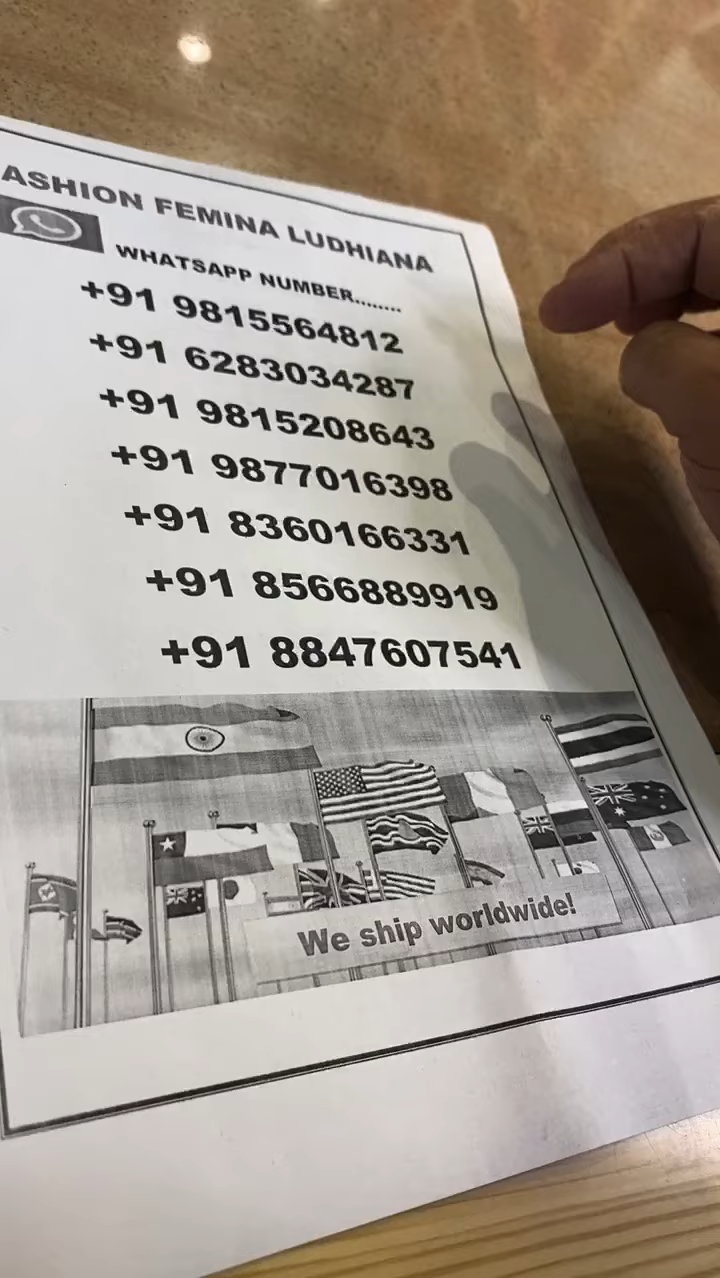 ASHION FEMINA LUDHIANA
WHATSAPP NUMBER........
+91 9815564812
+91 6283034287
+91 9815208643
+91 9877016398
+91 8360166331
+91 8566889919
+91 8847607541
We ship worldwide!